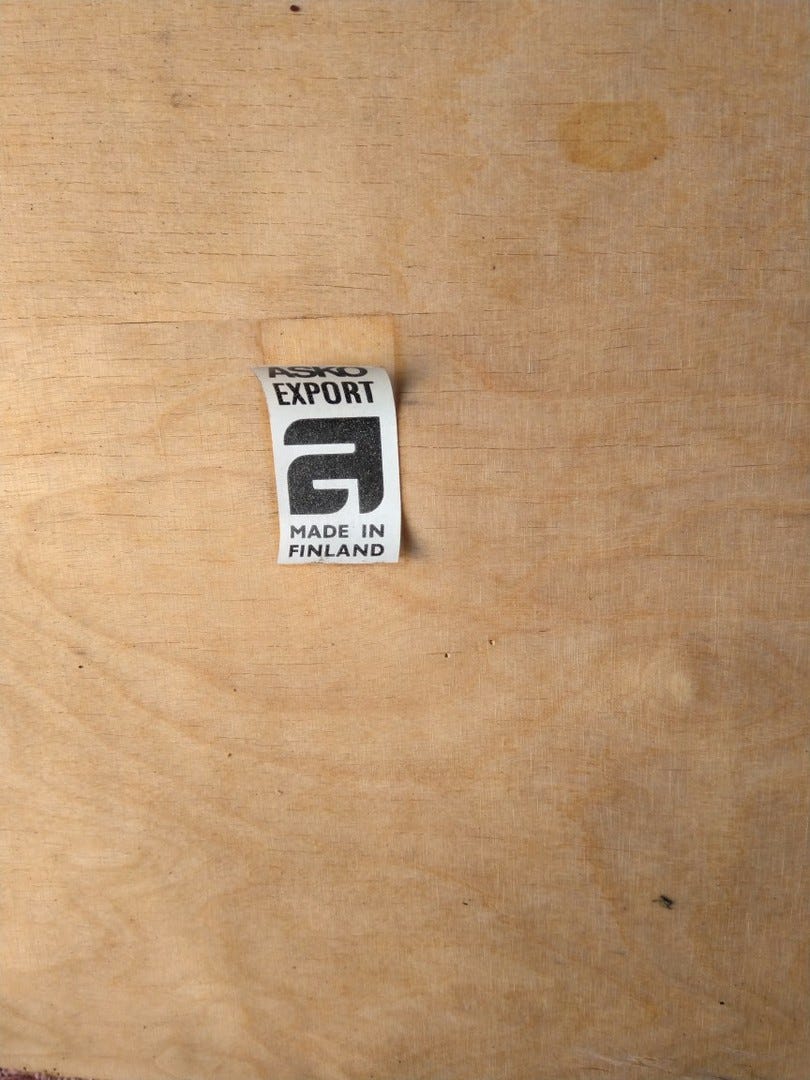 ASKO
EXPORT
a
MADE IN
FINLAND